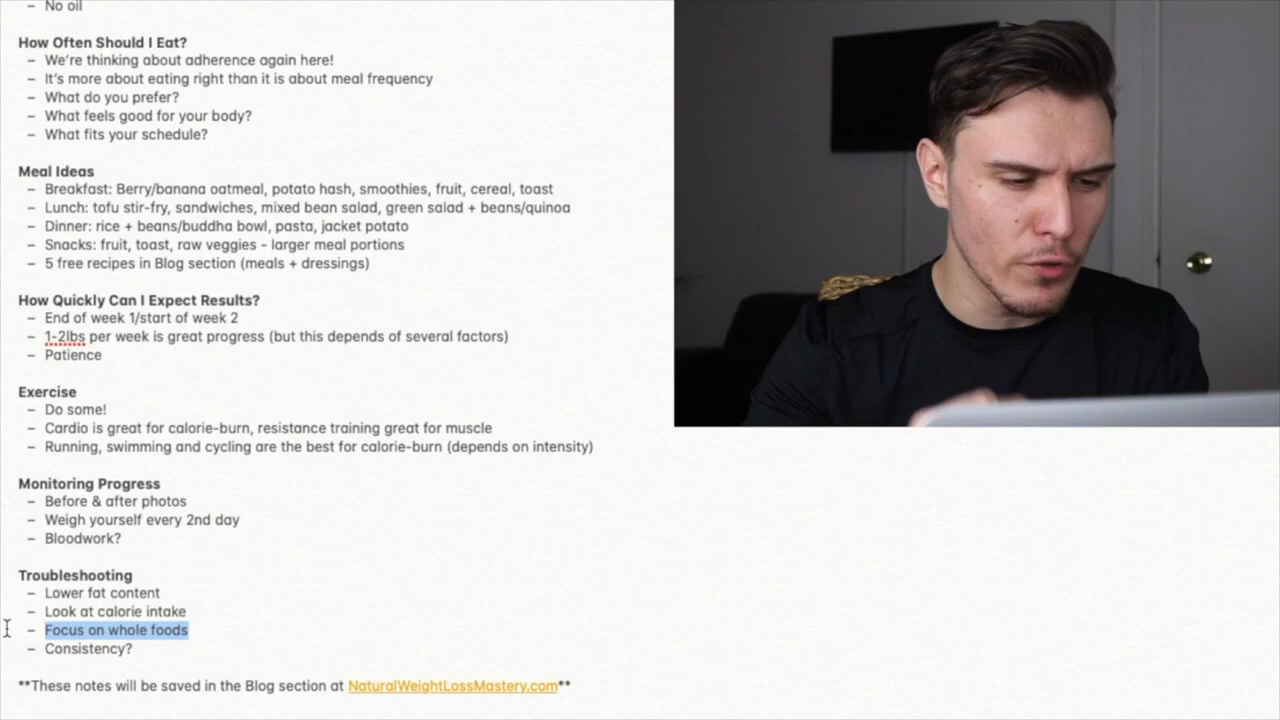 – No oil
How Often Should I Eat?
– We're thinking about adherence again here!
– It's more about eating right than it is about meal frequency
– What do you prefer?
– What feels good for your body?
– What fits your schedule?
Meal Ideas
– Breakfast: Berry/banana oatmeal, potato hash, smoothies, fruit, cereal, toast
– Lunch: tofu stir-fry, sandwiches, mixed bean salad, green salad + beans/quinoa
– Dinner: rice + beans/buddha bowl, pasta, jacket potato
– Snacks: fruit, toast, raw veggies - larger meal portions
– 5 free recipes in Blog section (meals + dressings)
How Quickly Can I Expect Results?
– End of week 1/start of week 2
– 1-2lbs per week is great progress (but this depends of several factors)
– Patience
Exercise
– Do some!
– Cardio is great for calorie-burn, resistance training great for muscle
– Running, swimming and cycling are the best for calorie-burn (depends on intensity)
Monitoring Progress
– Before & after photos
– Weigh yourself every 2nd day
– Bloodwork?
Troubleshooting
– Lower fat content
– Look at calorie intake
– Focus on whole foods
– Consistency?
**These notes will be saved in the Blog section at NaturalWeightLossMastery.com**